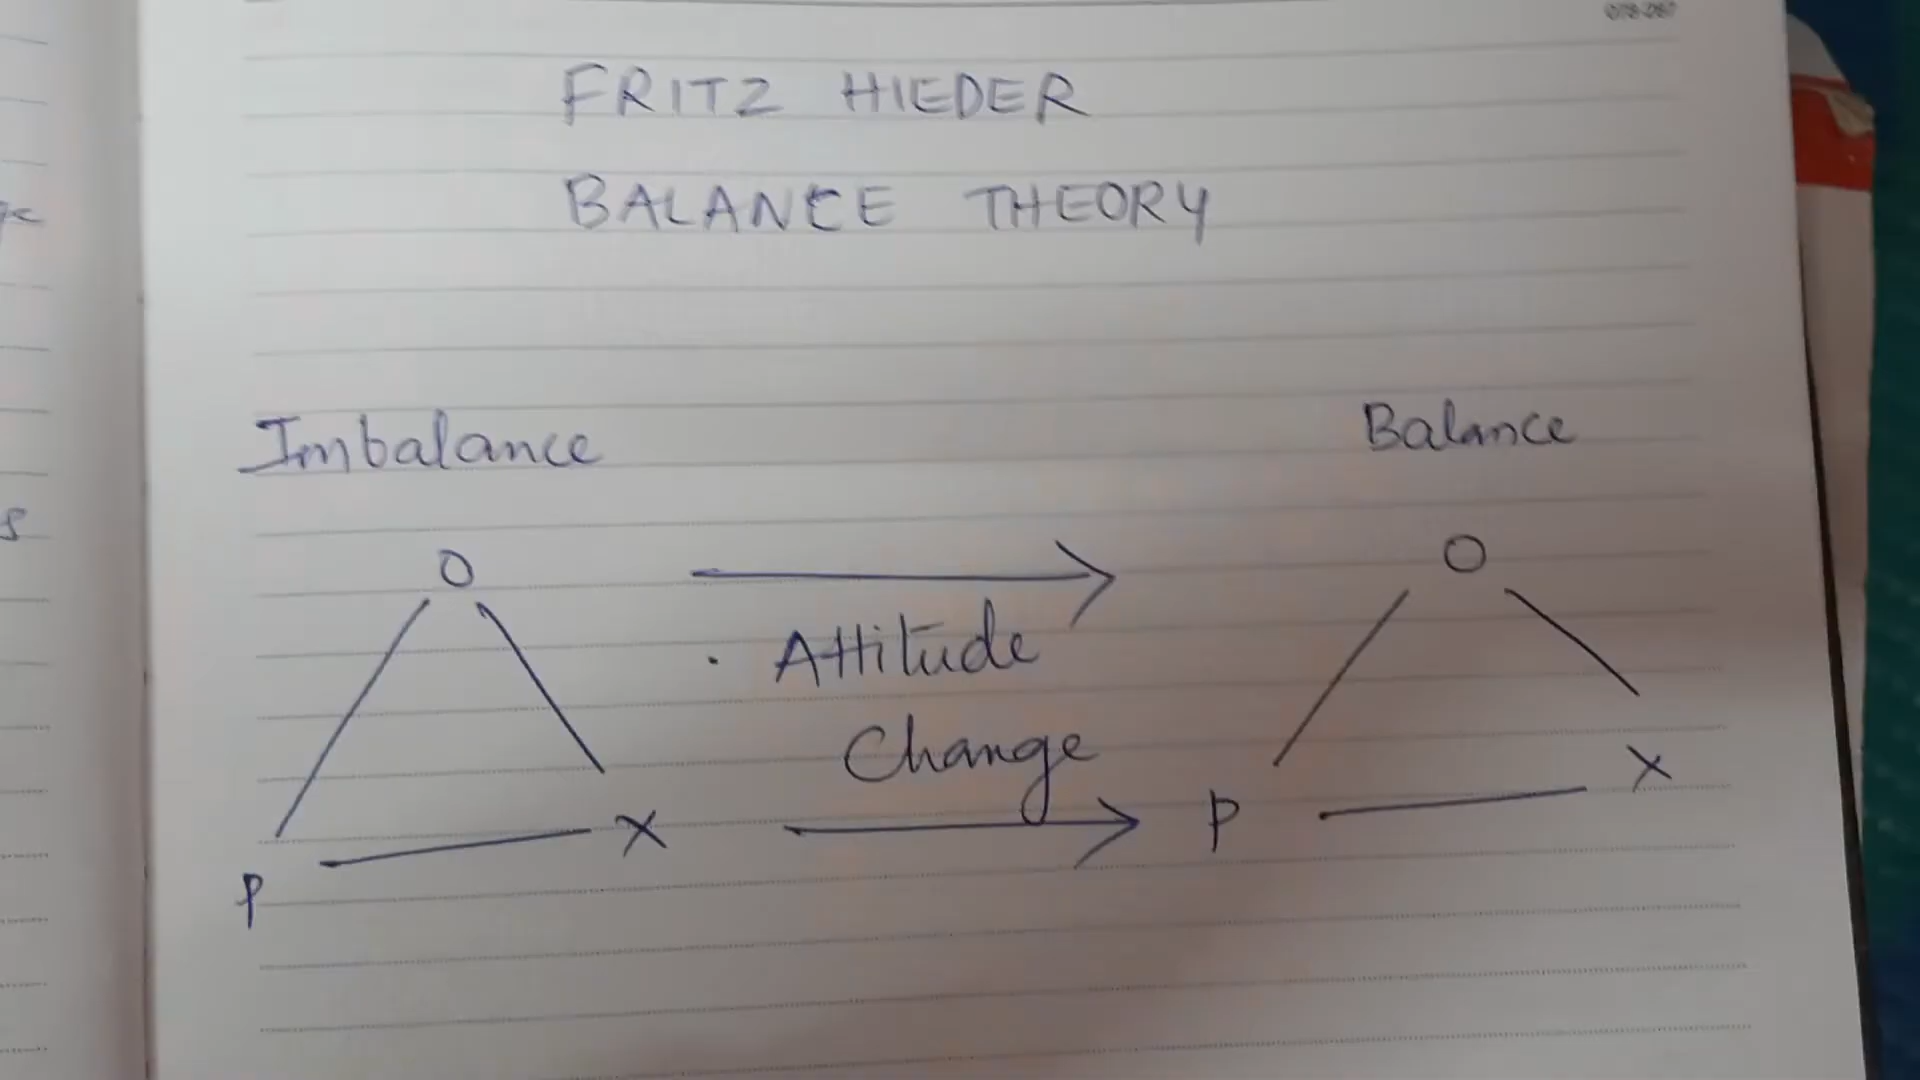 FRITZ HIEDER
BALANCE THEORY
Imbalance
Balance
O
O
Attitude
Change
P
X
P
X